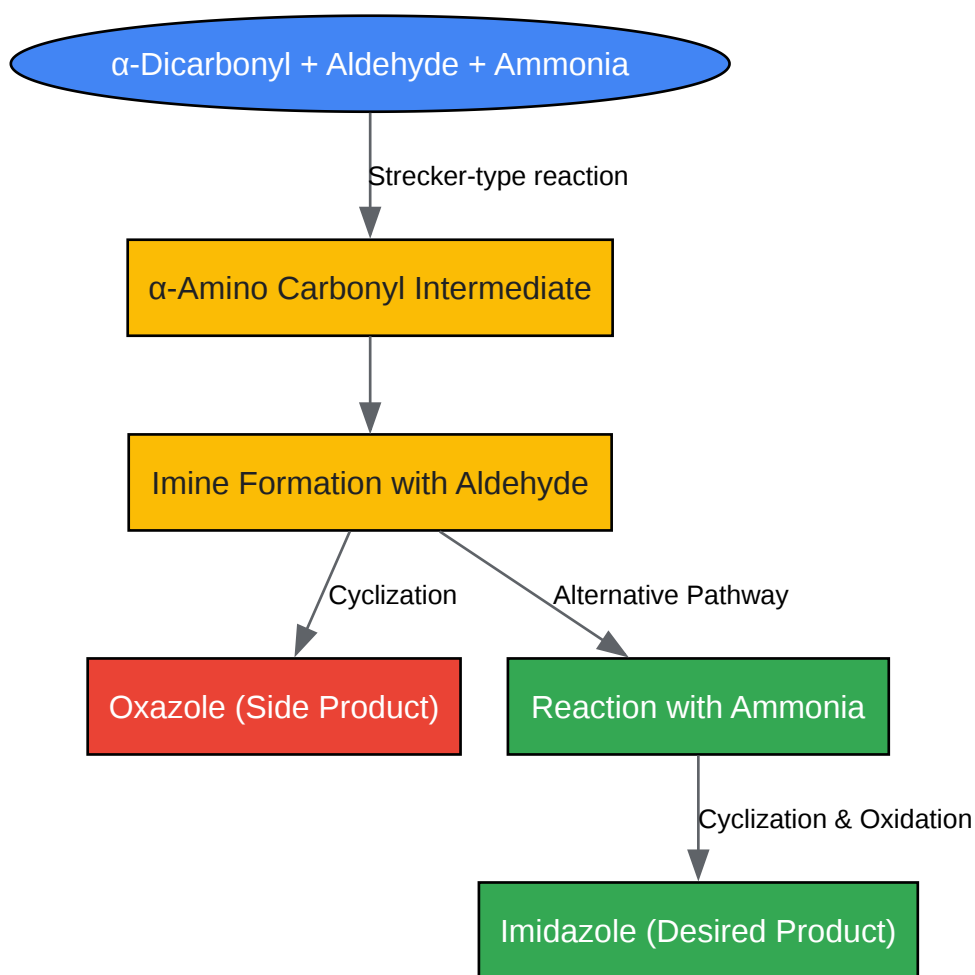 α-Dicarbonyl + Aldehyde + Ammonia
Strecker-type reaction
α-Amino Carbonyl Intermediate
Imine Formation with Aldehyde
Cyclization
Alternative Pathway
Oxazole (Side Product)
Reaction with Ammonia
Cyclization & Oxidation
Imidazole (Desired Product)